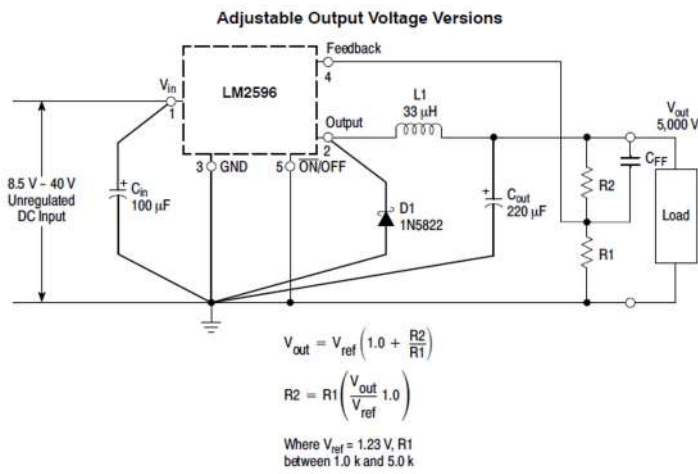 Adjustable Output Voltage Versions
Feedback
4
Vin
1
LM2596
L1
33 μH
Vout
5,000 V
Output
2
3 GND
5 ON/OFF
CFF
8.5 V - 40 V
Unregulated
DC Input
+ Cin
100 μF
D1
1N5822
+ Cout
220 μF
R2
Load
R1
Vout = Vref (1.0 + R2/R1)
R2 = R1 (Vout/Vref 1.0)
Where Vref = 1.23 V, R1
between 1.0 k and 5.0 k